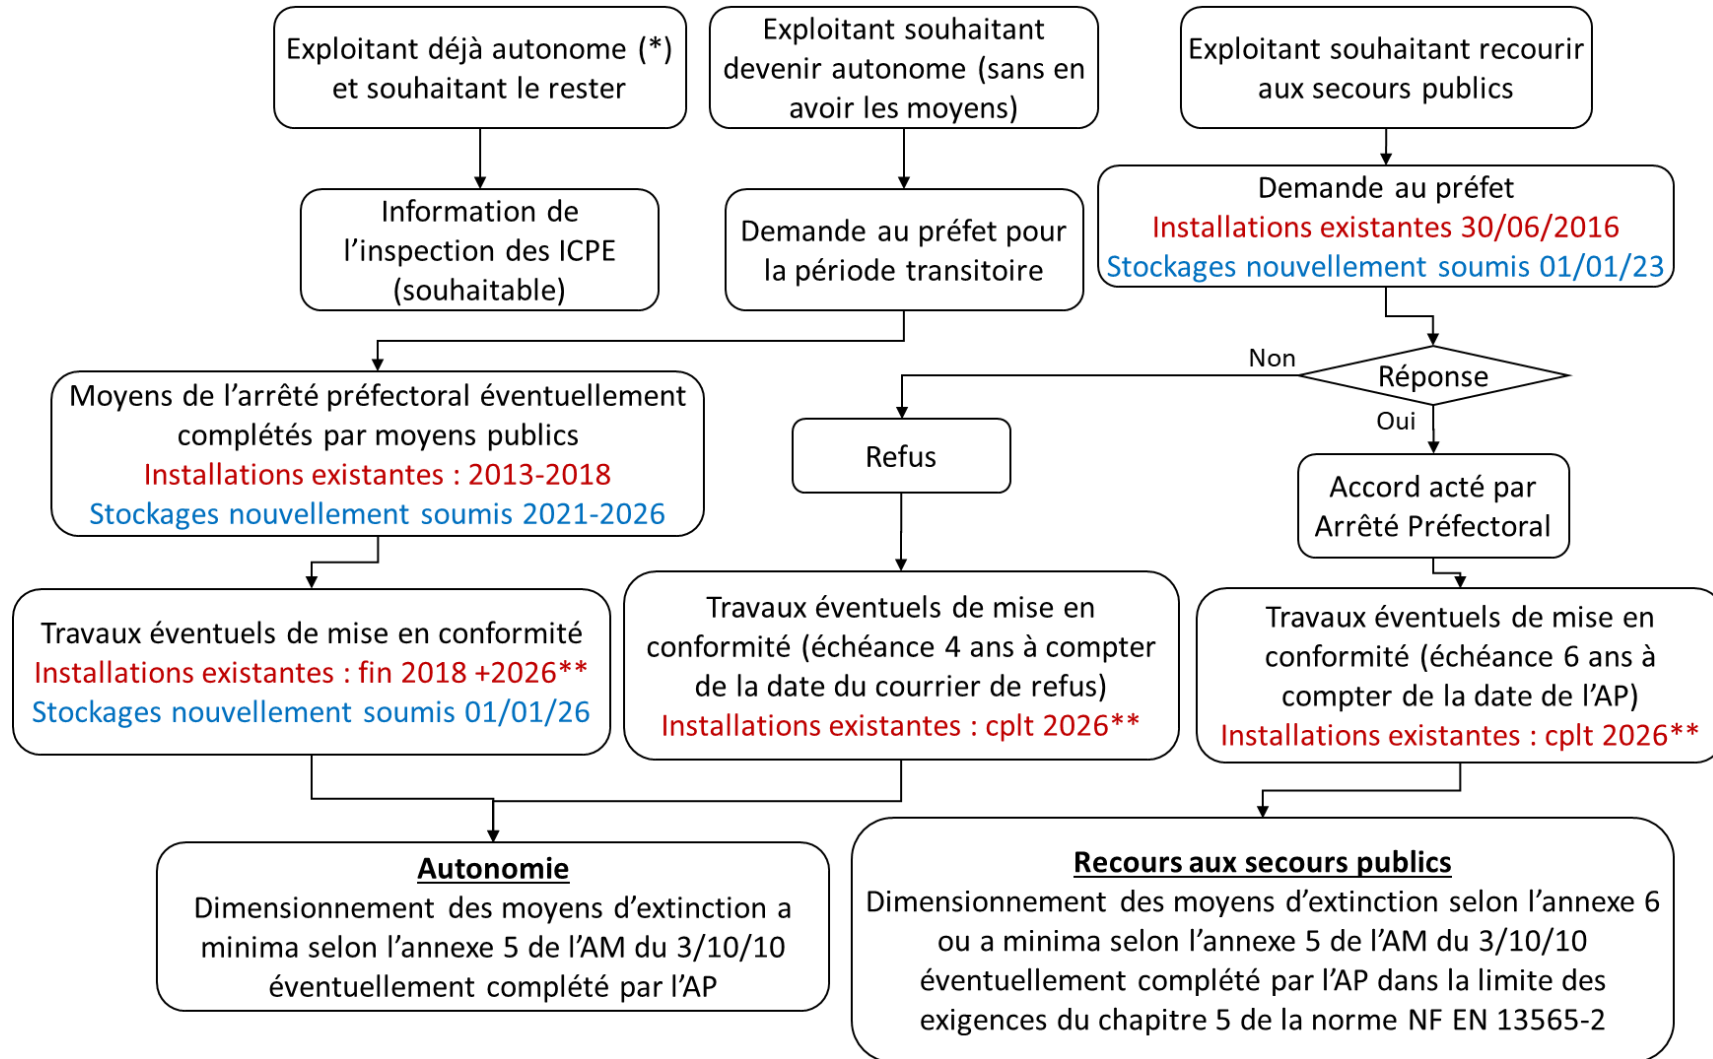 Exploitant déjà autonome (*)
et souhaitant le rester
Exploitant souhaitant
devenir autonome (sans en
avoir les moyens)
Exploitant souhaitant recourir
aux secours publics
Information de
l’inspection des ICPE
(souhaitable)
Demande au préfet pour
la période transitoire
Demande au préfet
Installations existantes 30/06/2016
Stockages nouvellement soumis 01/01/23
Non
Réponse
Oui
Moyens de l’arrêté préfectoral éventuellement
complétés par moyens publics
Installations existantes : 2013-2018
Stockages nouvellement soumis 2021-2026
Refus
Accord acté par
Arrêté Préfectoral
Travaux éventuels de mise en conformité
Installations existantes : fin 2018 +2026**
Stockages nouvellement soumis 01/01/26
Travaux éventuels de mise en
conformité (échéance 4 ans à compter
de la date du courrier de refus)
Installations existantes : cplt 2026**
Travaux éventuels de mise en
conformité (échéance 6 ans à
compter de la date de l’AP)
Installations existantes : cplt 2026**
Autonomie
Dimensionnement des moyens d’extinction a
minima selon l’annexe 5 de l’AM du 3/10/10
éventuellement complété par l’AP
Recours aux secours publics
Dimensionnement des moyens d’extinction selon l’annexe 6
ou a minima selon l’annexe 5 de l’AM du 3/10/10
éventuellement complété par l’AP dans la limite des
exigences du chapitre 5 de la norme NF EN 13565-2